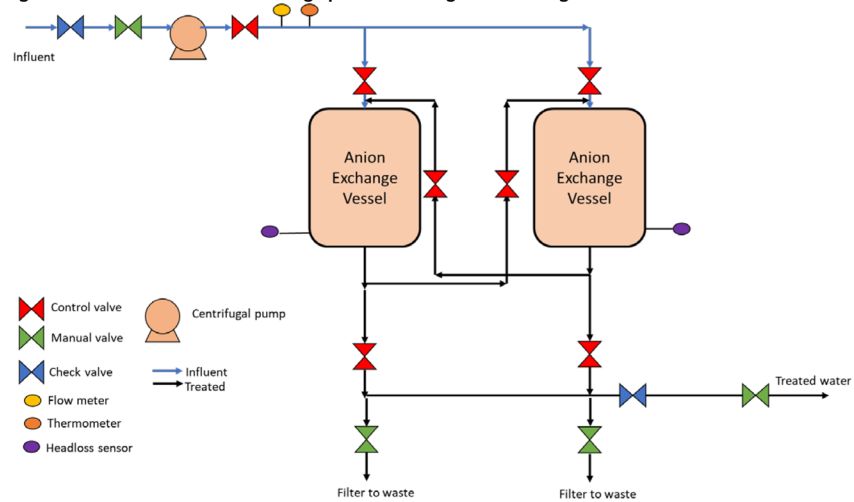 Influent
Anion
Exchange
Vessel
Anion
Exchange
Vessel
Control valve
Centrifugal pump
Manual valve
Check valve
Influent
Treated
Flow meter
Thermometer
Headloss sensor
Treated water
Filter to waste
Filter to waste